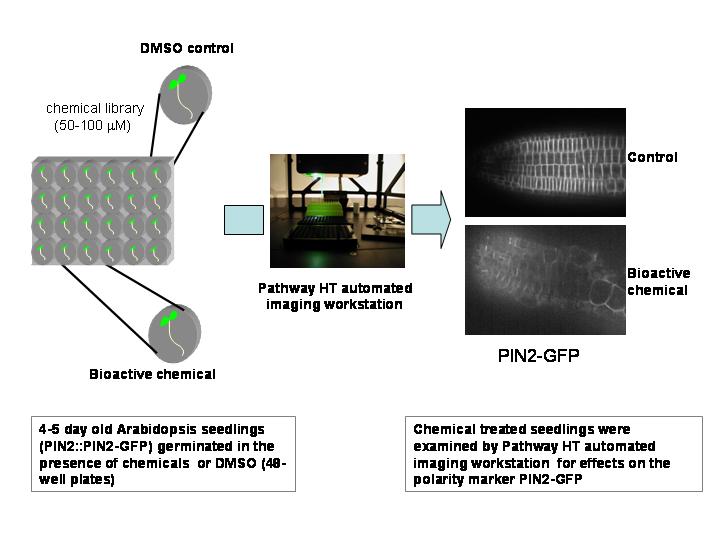 DMSO control
chemical library
(50-100 µM)
Control
Pathway HT automated
imaging workstation
Bioactive
chemical
PIN2-GFP
Bioactive chemical
4-5 day old Arabidopsis seedlings
(PIN2::PIN2-GFP) germinated in the
presence of chemicals or DMSO (48-
well plates)
Chemical treated seedlings were
examined by Pathway HT automated
imaging workstation for effects on the
polarity marker PIN2-GFP